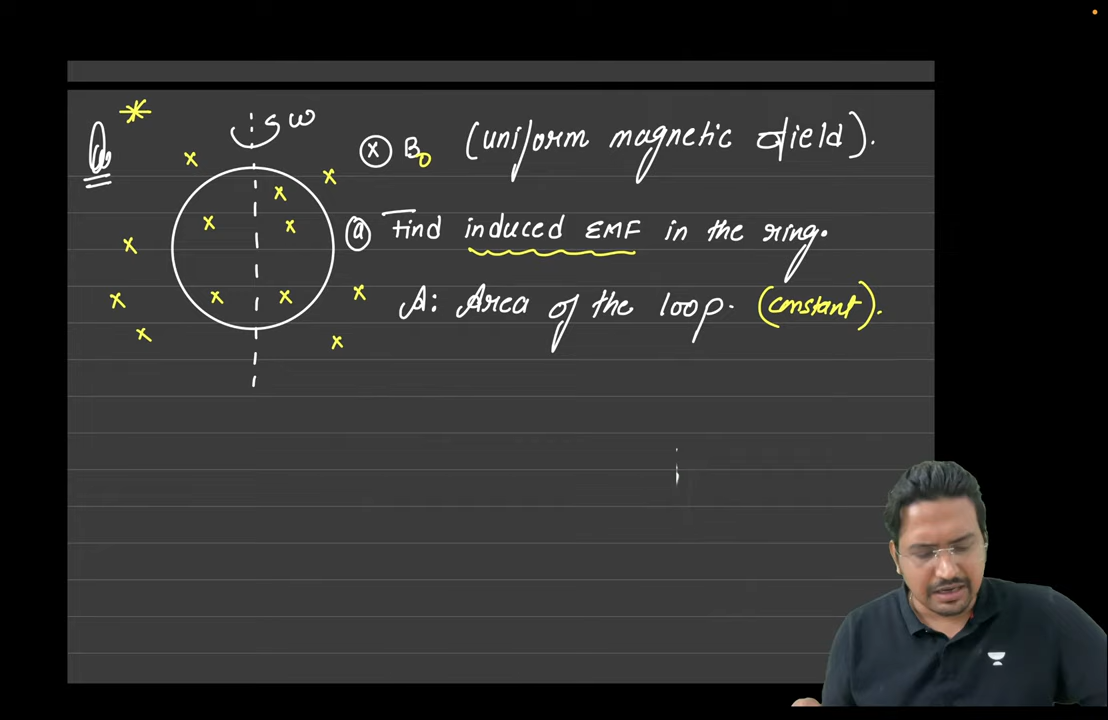 Q *
ω
ⓧ B₀ (uniform magnetic field).
ⓐ Find induced EMF in the ring.
A: Area of the loop. (constant).